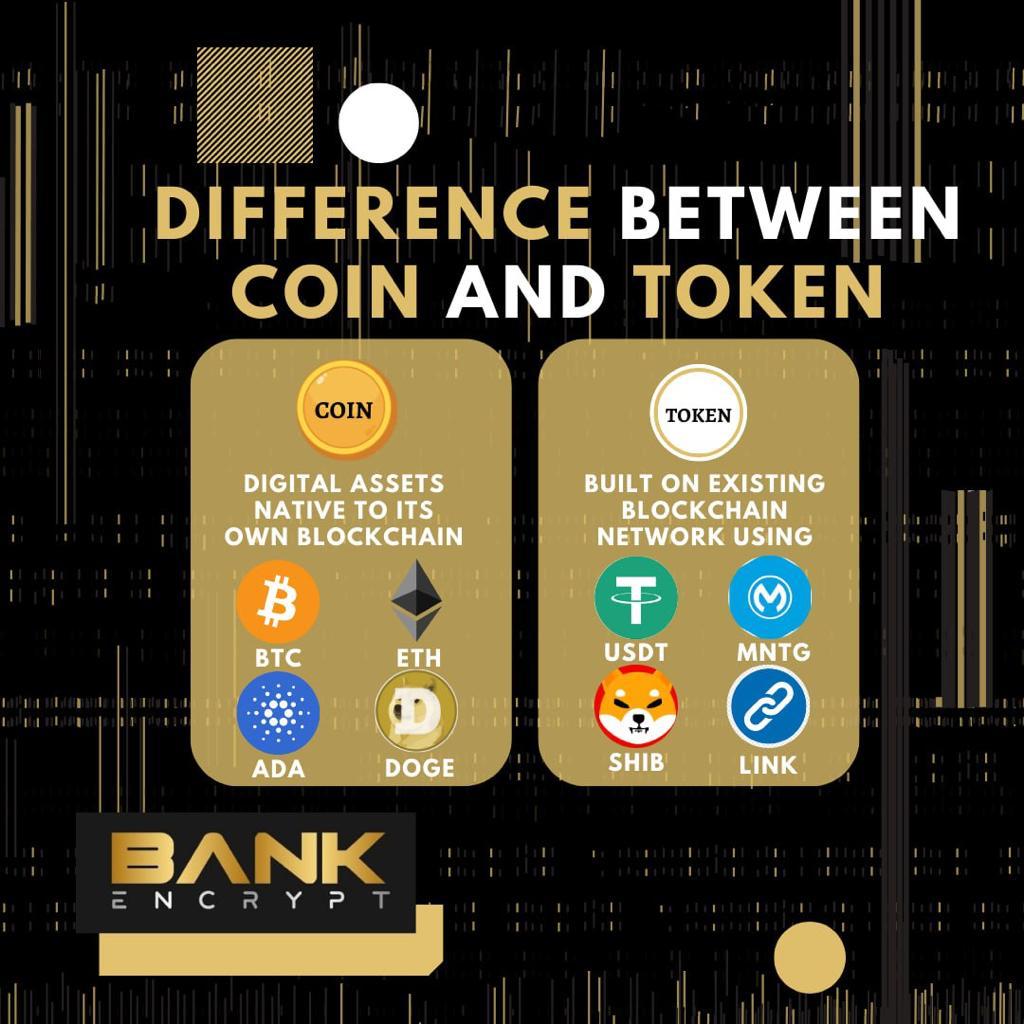 DIFFERENCE BETWEEN
COIN AND TOKEN
COIN
DIGITAL ASSETS
NATIVE TO ITS
OWN BLOCKCHAIN
BTC
ETH
ADA
DOGE
TOKEN
BUILT ON EXISTING
BLOCKCHAIN
NETWORK USING
USDT
MNTG
SHIB
LINK
BANK
ENCRYPT